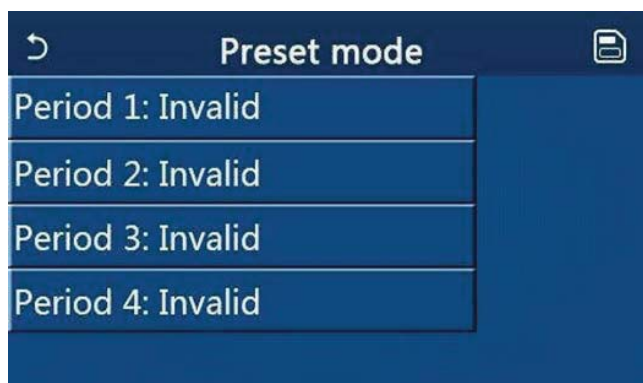 Preset mode
Period 1: Invalid
Period 2: Invalid
Period 3: Invalid
Period 4: Invalid